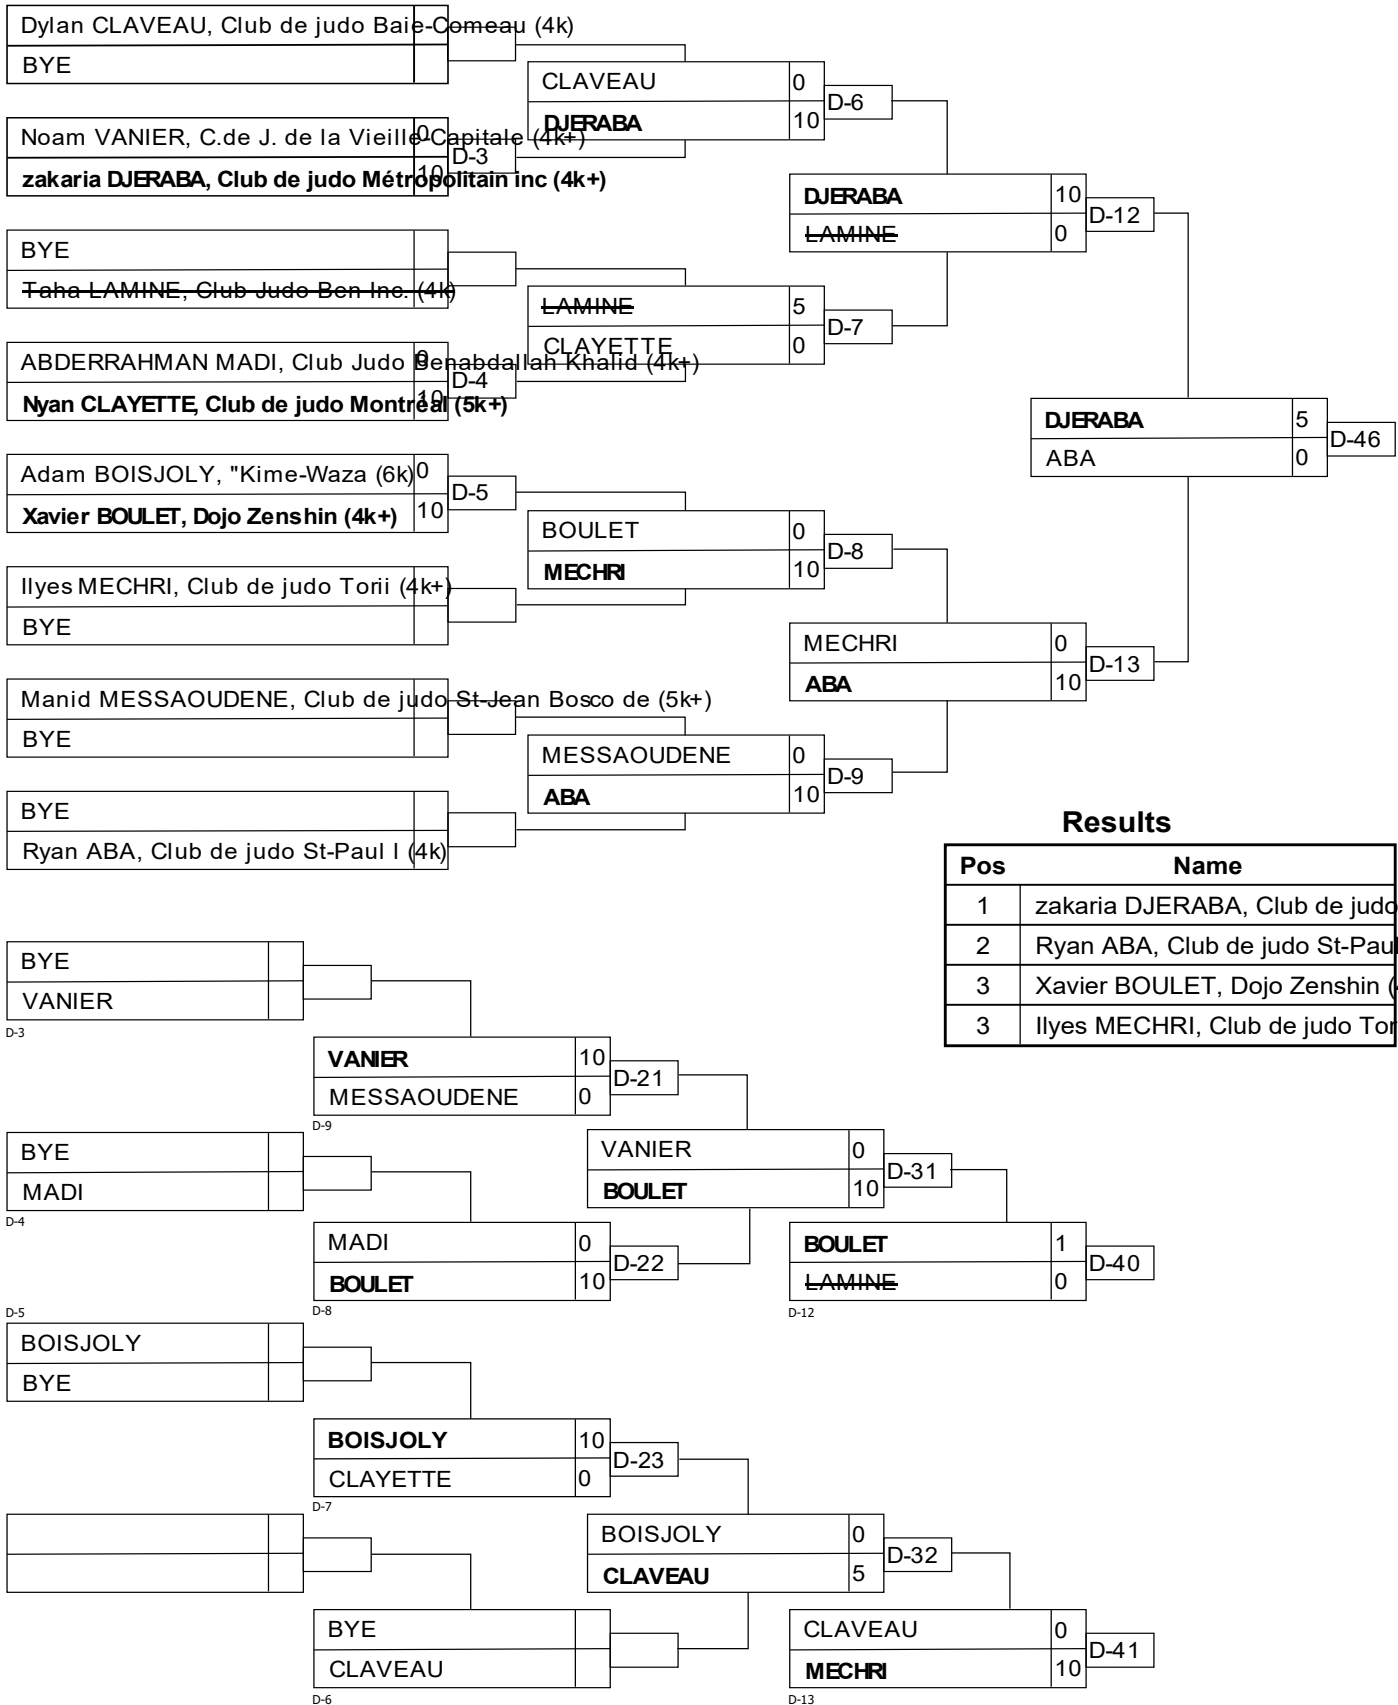 Dylan CLAVEAU, Club de judo Baie-Comeau (4k)
BYE
CLAVEAU 0
DJERABA 10
D-6
Noam VANIER, C.de J. de la Vieille-Capitale (4k+) 0
zakaria DJERABA, Club de judo Métropolitain inc (4k+) 10
D-3
DJERABA 10
LAMINE 0
D-12
BYE
Taha LAMINE, Club Judo Ben Inc. (4k)
LAMINE 5
CLAYETTE 0
D-7
ABDERRAHMAN MADI, Club Judo Benabdallah Khalid (4k+) 0
Nyan CLAYETTE, Club de judo Montréal (5k+) 10
D-4
DJERABA 5
ABA 0
D-46
Adam BOISJOLY, "Kime-Waza (6k) 0
Xavier BOULET, Dojo Zenshin (4k+) 10
D-5
BOULET 0
MECHRI 10
D-8
Ilyes MECHRI, Club de judo Torii (4k+)
BYE
MECHRI 0
ABA 10
D-13
Manid MESSAOUDENE, Club de judo St-Jean Bosco de (5k+)
BYE
MESSAOUDENE 0
ABA 10
D-9
BYE
Ryan ABA, Club de judo St-Paul I (4k)
Results
Pos Name
1 zakaria DJERABA, Club de judo
2 Ryan ABA, Club de judo St-Paul
3 Xavier BOULET, Dojo Zenshin (
3 Ilyes MECHRI, Club de judo Tor
BYE
VANIER
D-3
VANIER 10
MESSAOUDENE 0
D-21
D-9
BYE
MADI
D-4
VANIER 0
BOULET 10
D-31
MADI 0
BOULET 10
D-22
D-8
BOULET 1
LAMINE 0
D-40
D-12
D-5
BOISJOLY
BYE
BOISJOLY 10
CLAYETTE 0
D-23
D-7
BOISJOLY 0
CLAVEAU 5
D-32
BYE
CLAVEAU
D-6
CLAVEAU 0
MECHRI 10
D-41
D-13